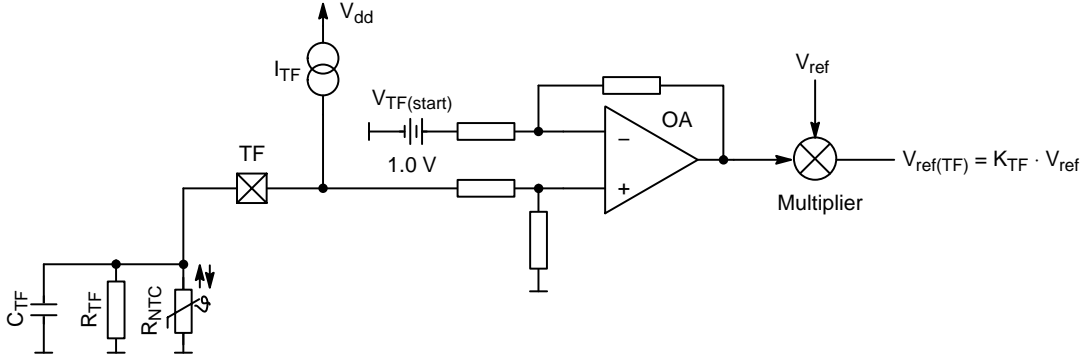 V_dd
I_TF
V_ref
V_TF(start)
OA
−
1.0 V
TF
+
V_ref(TF) = K_TF · V_ref
Multiplier
C_TF
R_TF
R_NTC
ϑ